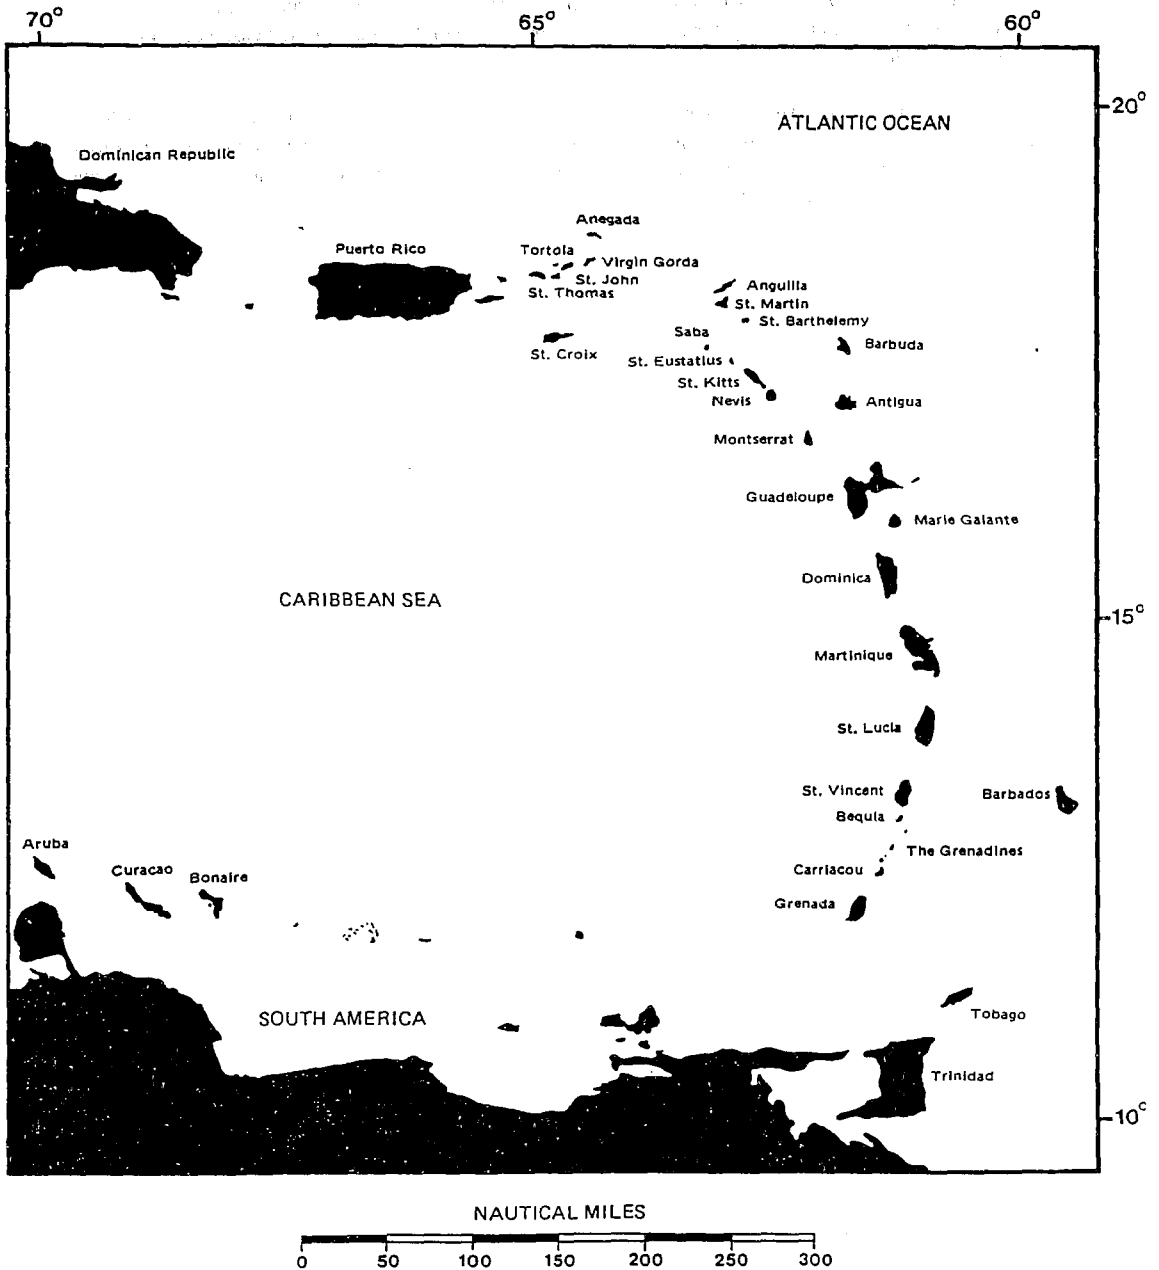 70° 65° 60°
20°
ATLANTIC OCEAN
Dominican Republic
Anegada
Puerto Rico
Tortola
Virgin Gorda
St. John
St. Thomas
Anguilla
St. Martin
St. Barthelemy
Saba
Barbuda
St. Croix
St. Eustatius
St. Kitts
Nevis
Antigua
Montserrat
Guadeloupe
Marie Galante
Dominica
CARIBBEAN SEA
15°
Martinique
St. Lucia
St. Vincent
Barbados
Bequia
Aruba
The Grenadines
Curacao
Carriacou
Bonaire
Grenada
SOUTH AMERICA
Tobago
Trinidad
10°
NAUTICAL MILES
0 50 100 150 200 250 300